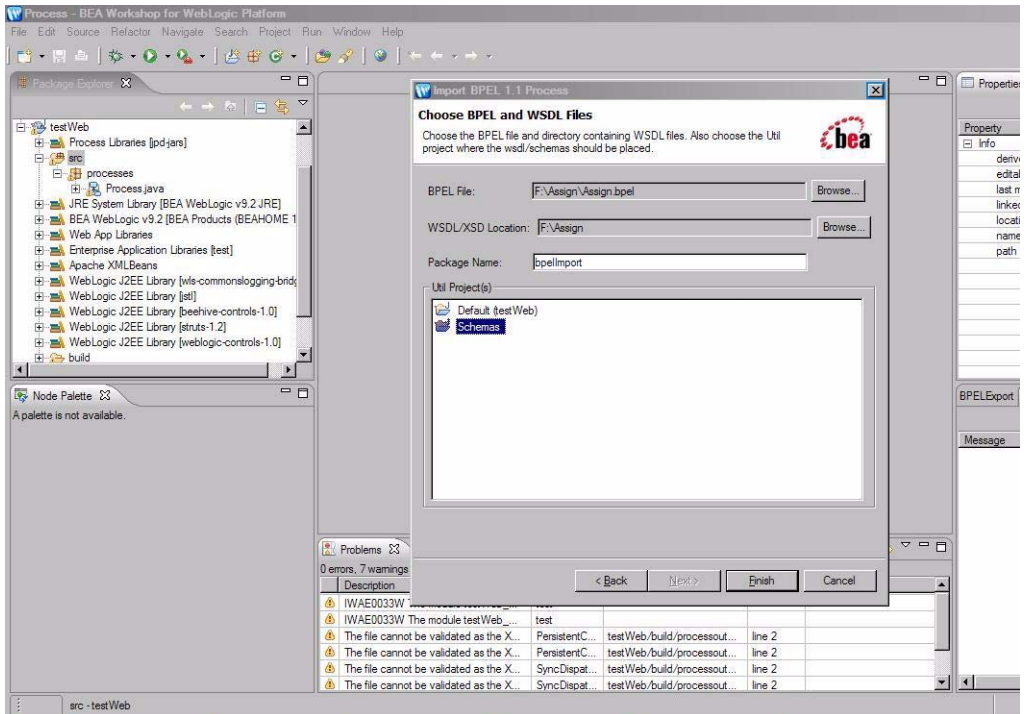 Process - BEA Workshop for WebLogic Platform
File Edit Source Refactor Navigate Search Project Run Window Help
Package Explorer
testWeb
Process Libraries [ipd-jars]
src
processes
Process.java
JRE System Library [BEA WebLogic v9.2 JRE]
BEA WebLogic v9.2 [BEA Products (BEAHOME 1
Web App Libraries
Enterprise Application Libraries [test]
Apache XMLBeans
WebLogic J2EE Library [wls-commonslogging-bridg
WebLogic J2EE Library [jstl]
WebLogic J2EE Library [beehive-controls-1.0]
WebLogic J2EE Library [struts-1.2]
WebLogic J2EE Library [weblogic-controls-1.0]
build
Node Palette
A palette is not available.
Import BPEL 1.1 Process
Choose BPEL and WSDL Files
Choose the BPEL file and directory containing WSDL files. Also choose the Util
project where the wsdl/schemas should be placed.
bea
BPEL File: F:\Assign\Assign.bpel Browse...
WSDL/XSD Location: F:\Assign Browse...
Package Name: bpelImport
Util Project(s)
Default (testWeb)
Schemas
< Back Next > Finish Cancel
Problems
0 errors, 7 warnings
Description
IWAE0033W
IWAE0033W The module testWeb_... test
The file cannot be validated as the X... PersistentC... testWeb/build/processout... line 2
The file cannot be validated as the X... PersistentC... testWeb/build/processout... line 2
The file cannot be validated as the X... SyncDispat... testWeb/build/processout... line 2
The file cannot be validated as the X... SyncDispat... testWeb/build/processout... line 2
Propertie
Property
Info
derive
edital
last m
linked
locati
name
path
BPELExport
Message
src - testWeb